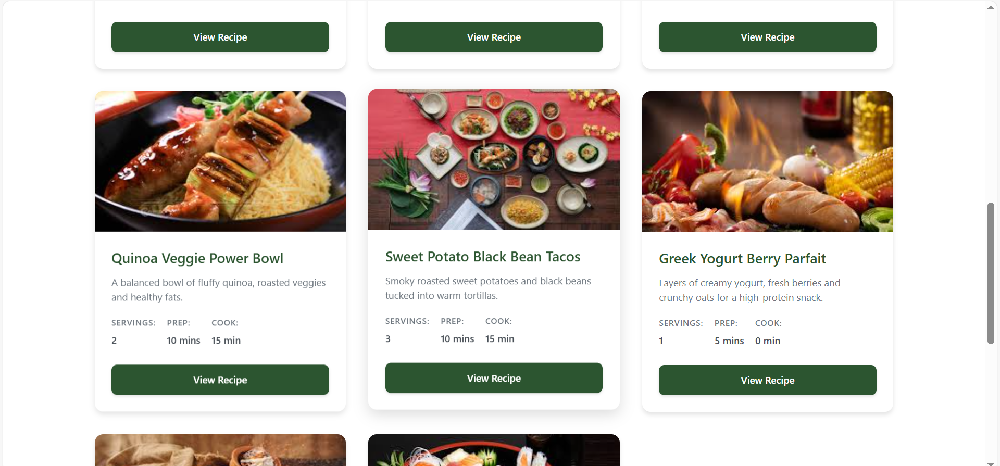 View Recipe
View Recipe
View Recipe
Quinoa Veggie Power Bowl
A balanced bowl of fluffy quinoa, roasted veggies
and healthy fats.
SERVINGS: PREP: COOK:
2 10 mins 15 min
View Recipe
Sweet Potato Black Bean Tacos
Smoky roasted sweet potatoes and black beans
tucked into warm tortillas.
SERVINGS: PREP: COOK:
3 10 mins 15 min
View Recipe
Greek Yogurt Berry Parfait
Layers of creamy yogurt, fresh berries and
crunchy oats for a high-protein snack.
SERVINGS: PREP: COOK:
1 5 mins 0 min
View Recipe